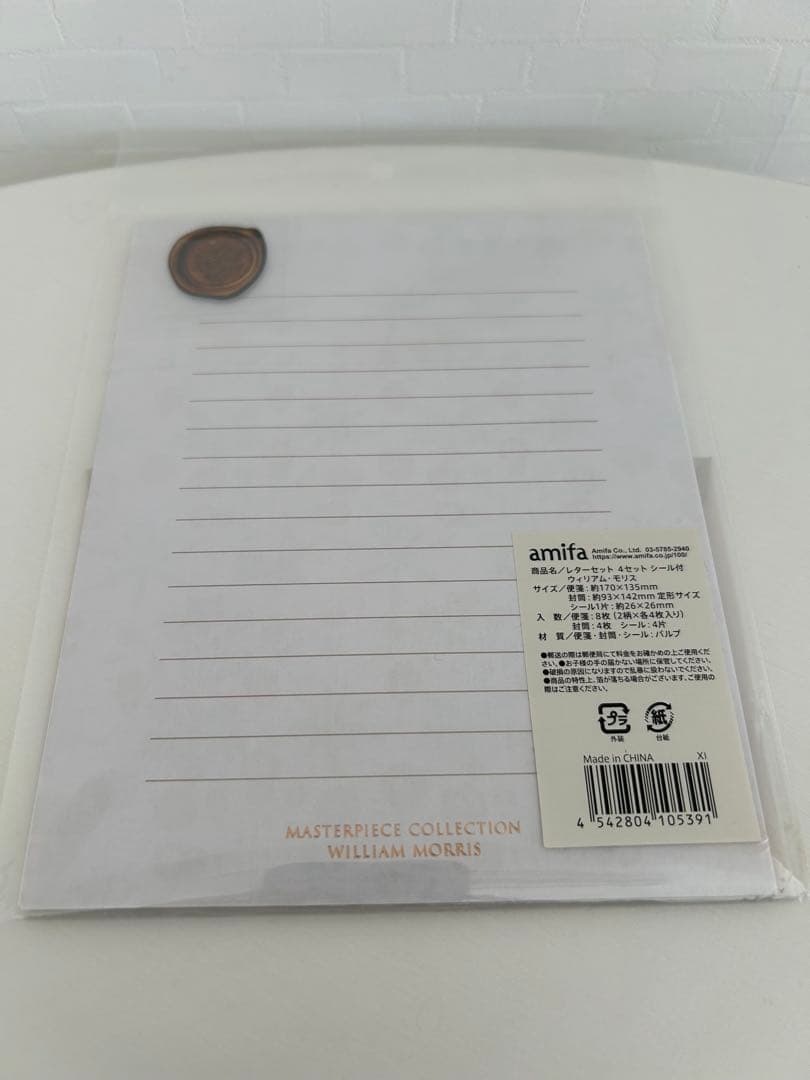 amifa Amifa Co., Ltd. 03-5785-2940
https://www.amifa.co.jp/100/
商品名/レターセット 4セット シール付
ウィリアム・モリス
サイズ/便箋：約170×135mm
封筒：約93×142mm 定形サイズ
シール1片：約26×26mm
入 数/便箋：8枚(2柄×各4枚入り)
封筒：4枚 シール：4片
材 質/便箋・封筒・シール：パルプ
●郵送の際は郵便局にて料金をお確かめの上ご使用くだ
さい。●お子様の手の届かない場所に保管してください。
●破損の原因になりますので乱暴に扱わないでください。
●商品の特性上、箔が落ちる場合がございます。ご使用の
際はご注意ください。
プラ 紙
外装 台紙
Made in CHINA XI
4 542804 105391
MASTERPIECE COLLECTION
WILLIAM MORRIS